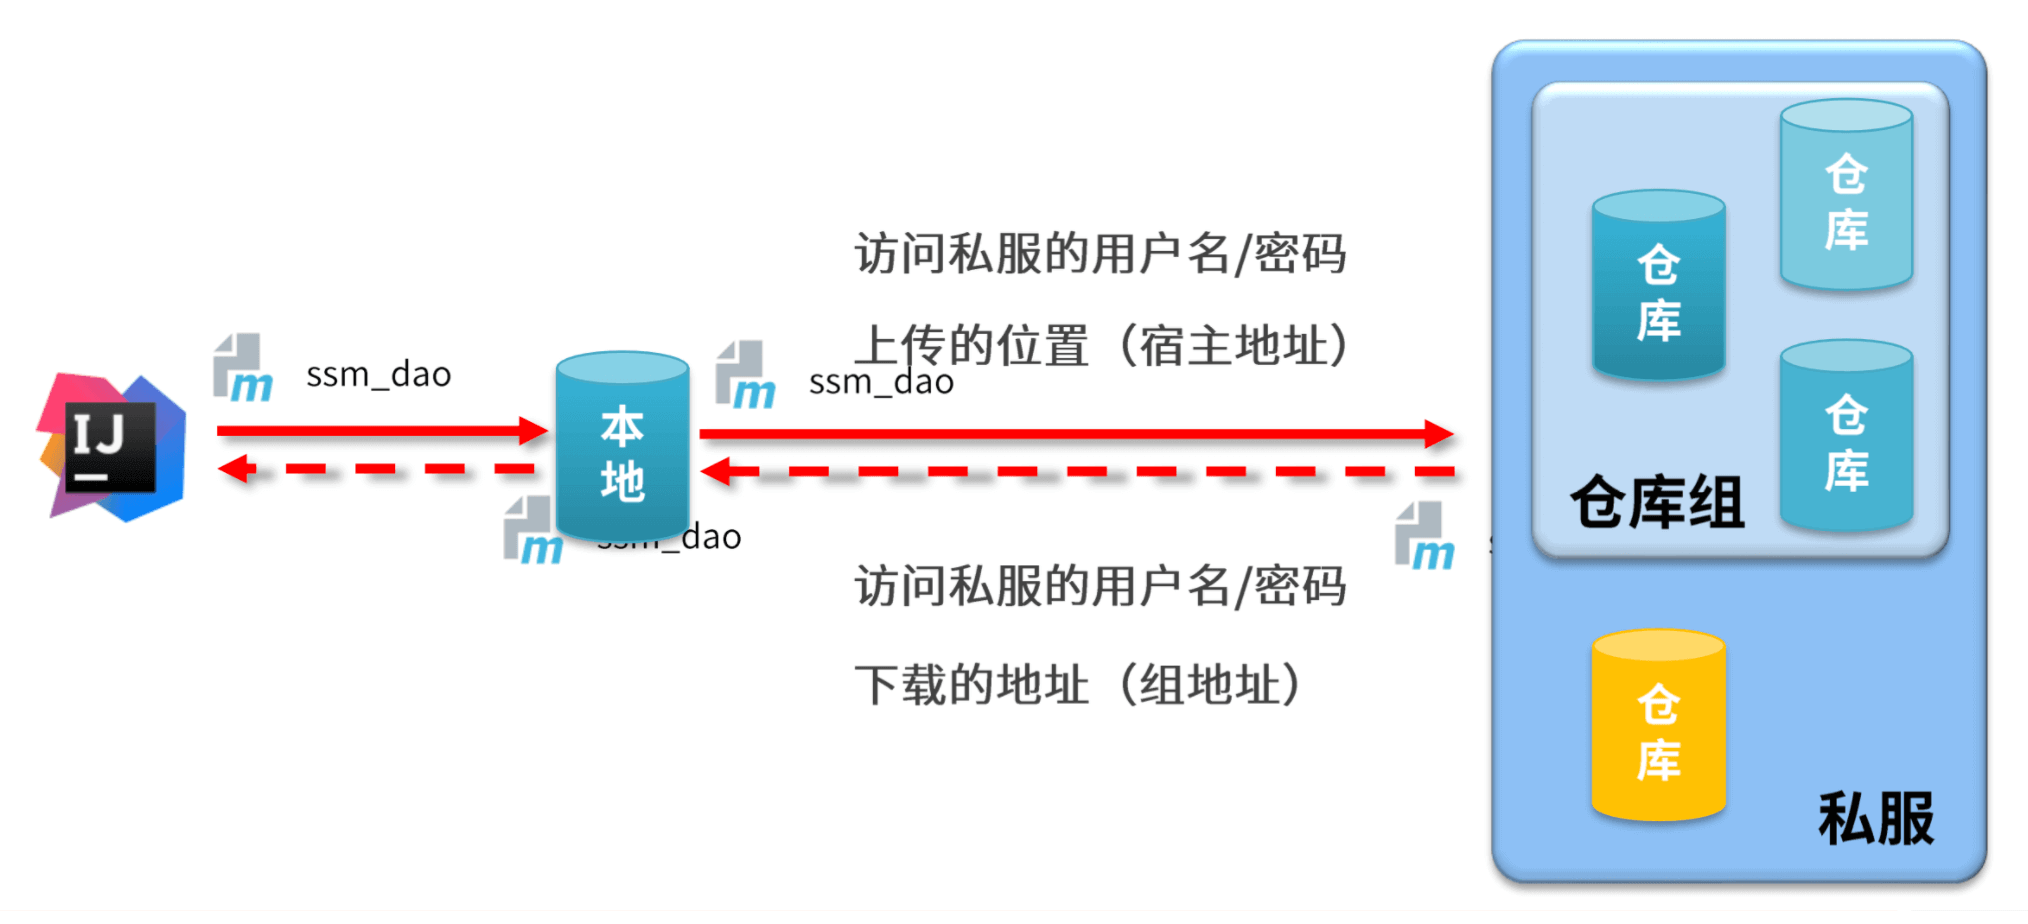 访问私服的用户名/密码
上传的位置（宿主地址）
ssm_dao
ssm_dao
IJ
本地
ssm_dao
访问私服的用户名/密码
下载的地址（组地址）
仓库
仓库
仓库
仓库组
仓库
私服
m
m
m
m